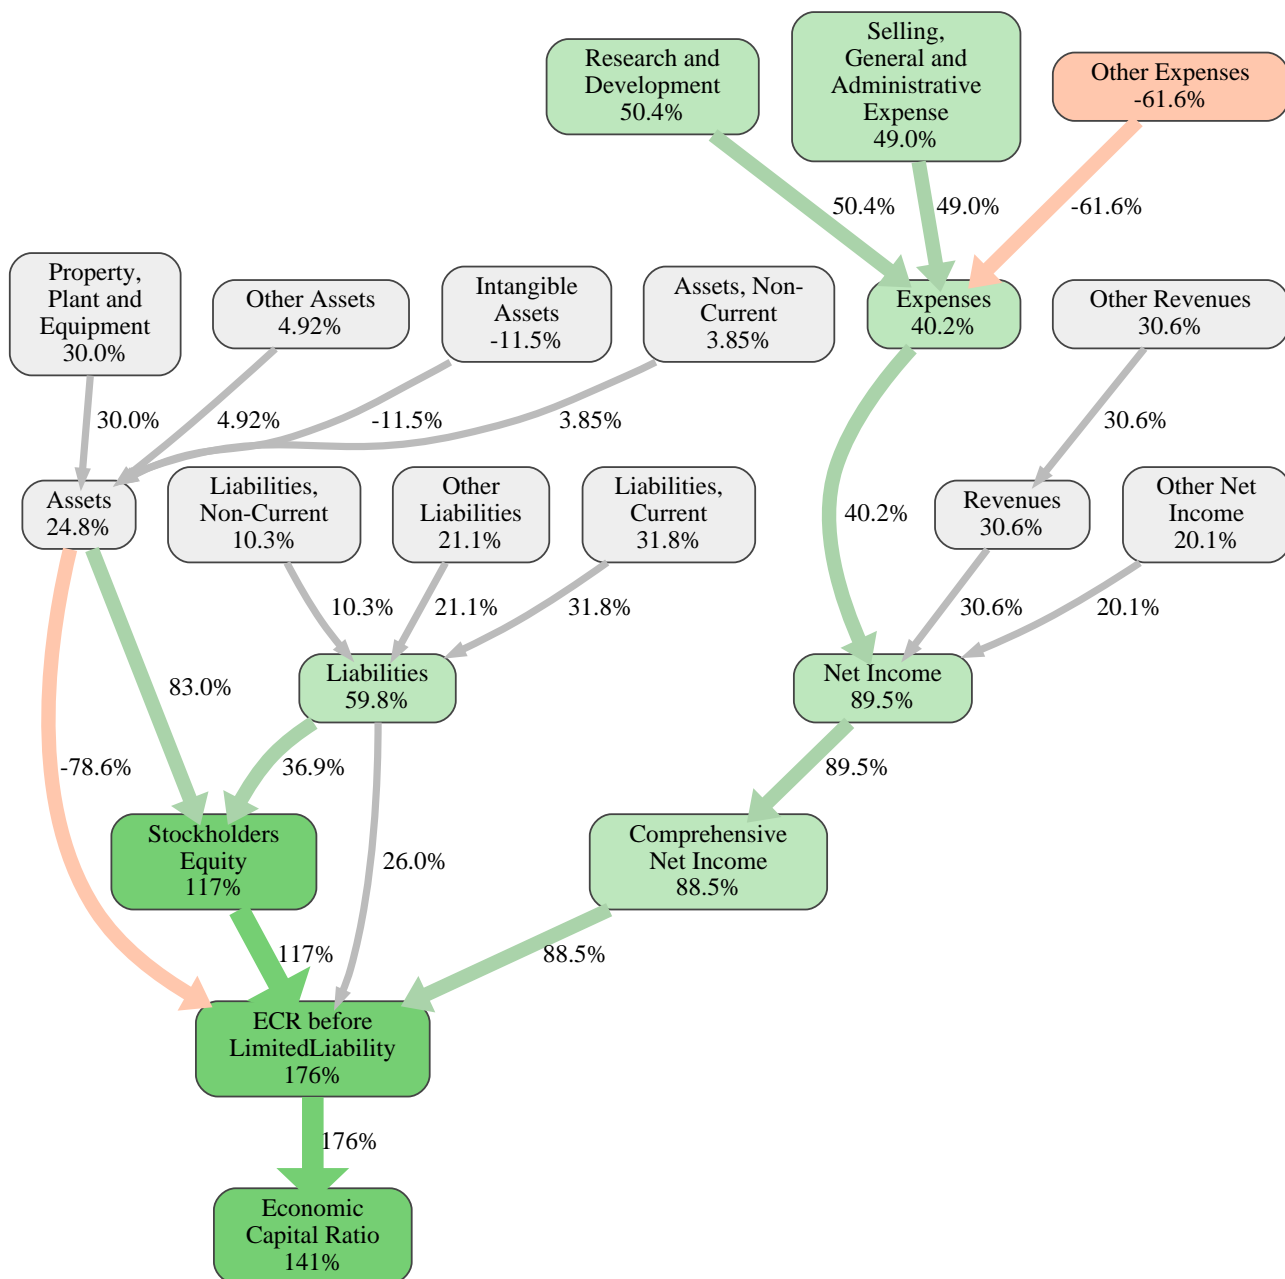 Research and
Development
50.4%
Selling,
General and
Administrative
Expense
49.0%
Other Expenses
-61.6%
50.4%
49.0%
-61.6%
Property,
Plant and
Equipment
30.0%
Other Assets
4.92%
Intangible
Assets
-11.5%
Assets, Non-
Current
3.85%
Expenses
40.2%
Other Revenues
30.6%
30.0%
4.92%
-11.5%
3.85%
30.6%
Assets
24.8%
Liabilities,
Non-Current
10.3%
Other
Liabilities
21.1%
Liabilities,
Current
31.8%
40.2%
Revenues
30.6%
Other Net
Income
20.1%
10.3%
21.1%
31.8%
30.6%
20.1%
83.0%
Liabilities
59.8%
Net Income
89.5%
-78.6%
36.9%
89.5%
Stockholders
Equity
117%
26.0%
Comprehensive
Net Income
88.5%
117%
88.5%
ECR before
LimitedLiability
176%
176%
Economic
Capital Ratio
141%